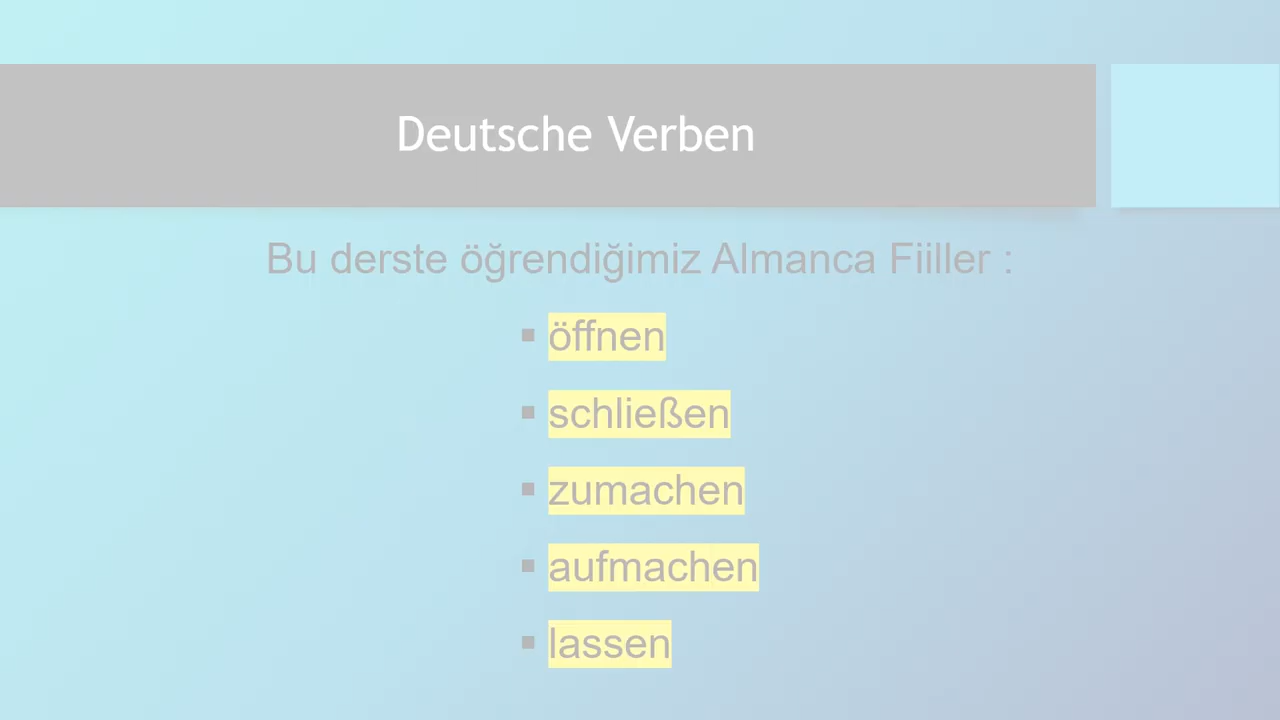 Deutsche Verben
Bu derste öğrendiğimiz Almanca Fiiller :
▪ öffnen
▪ schließen
▪ zumachen
▪ aufmachen
▪ lassen